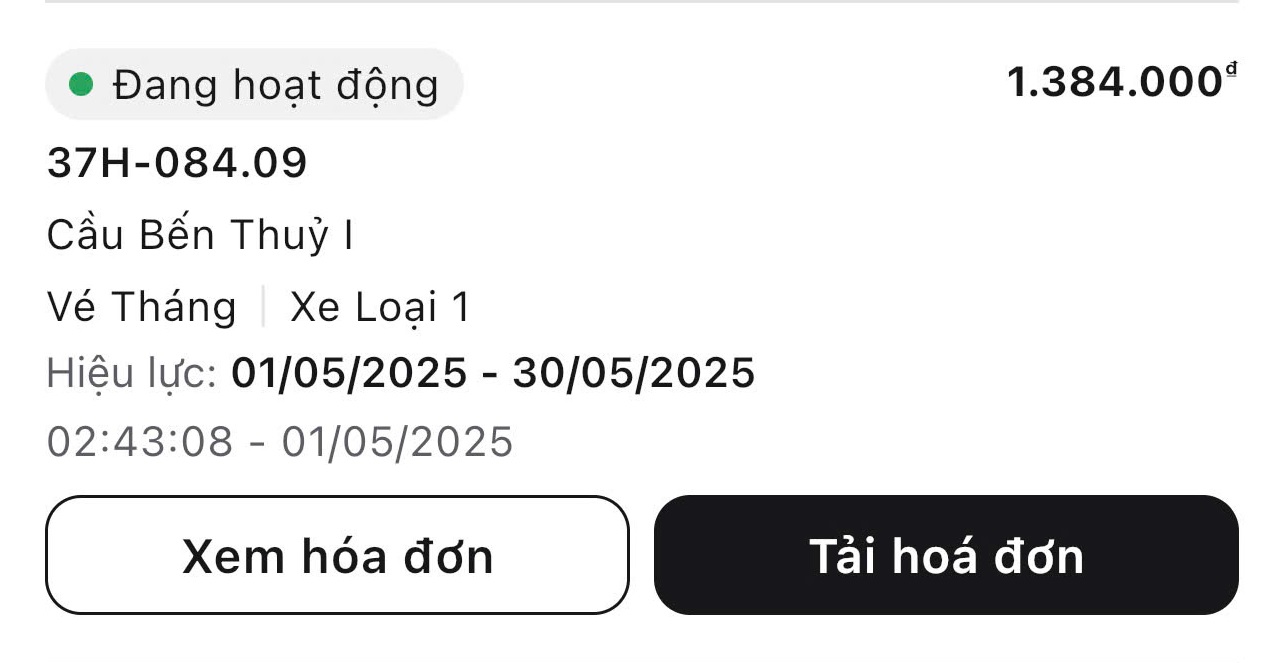 Đang hoạt động
1.384.000đ
37H-084.09
Cầu Bến Thuỷ I
Vé Tháng | Xe Loại 1
Hiệu lực: 01/05/2025 - 30/05/2025
02:43:08 - 01/05/2025
Xem hóa đơn
Tải hoá đơn